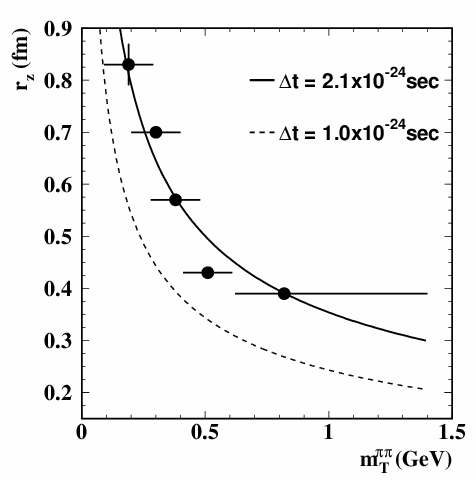 0.9
0.8
0.7
0.6
0.5
0.4
0.3
0.2
r_z (fm)
Δt = 2.1x10^-24 sec
Δt = 1.0x10^-24 sec
0 0.5 1 1.5
m_T^ππ (GeV)